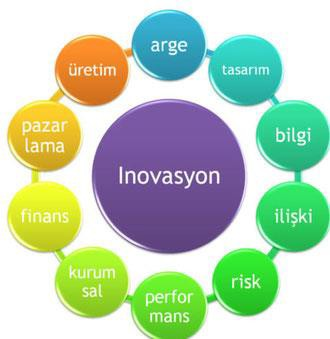 arge
tasarım
bilgi
ilişki
risk
perfor
mans
kurum
sal
finans
pazar
lama
üretim
Inovasyon